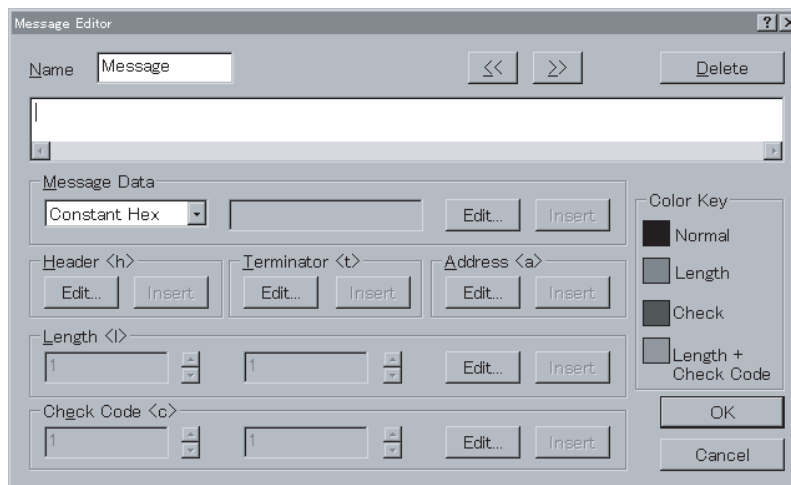 Message Editor
Name Message << >> Delete
Message Data
Constant Hex Edit... Insert
Header <h> Terminator <t> Address <a>
Edit... Insert Edit... Insert Edit... Insert
Length <l>
1 1 Edit... Insert
Check Code <c>
1 1 Edit... Insert
Color Key
Normal
Length
Check
Length +
Check Code
OK
Cancel